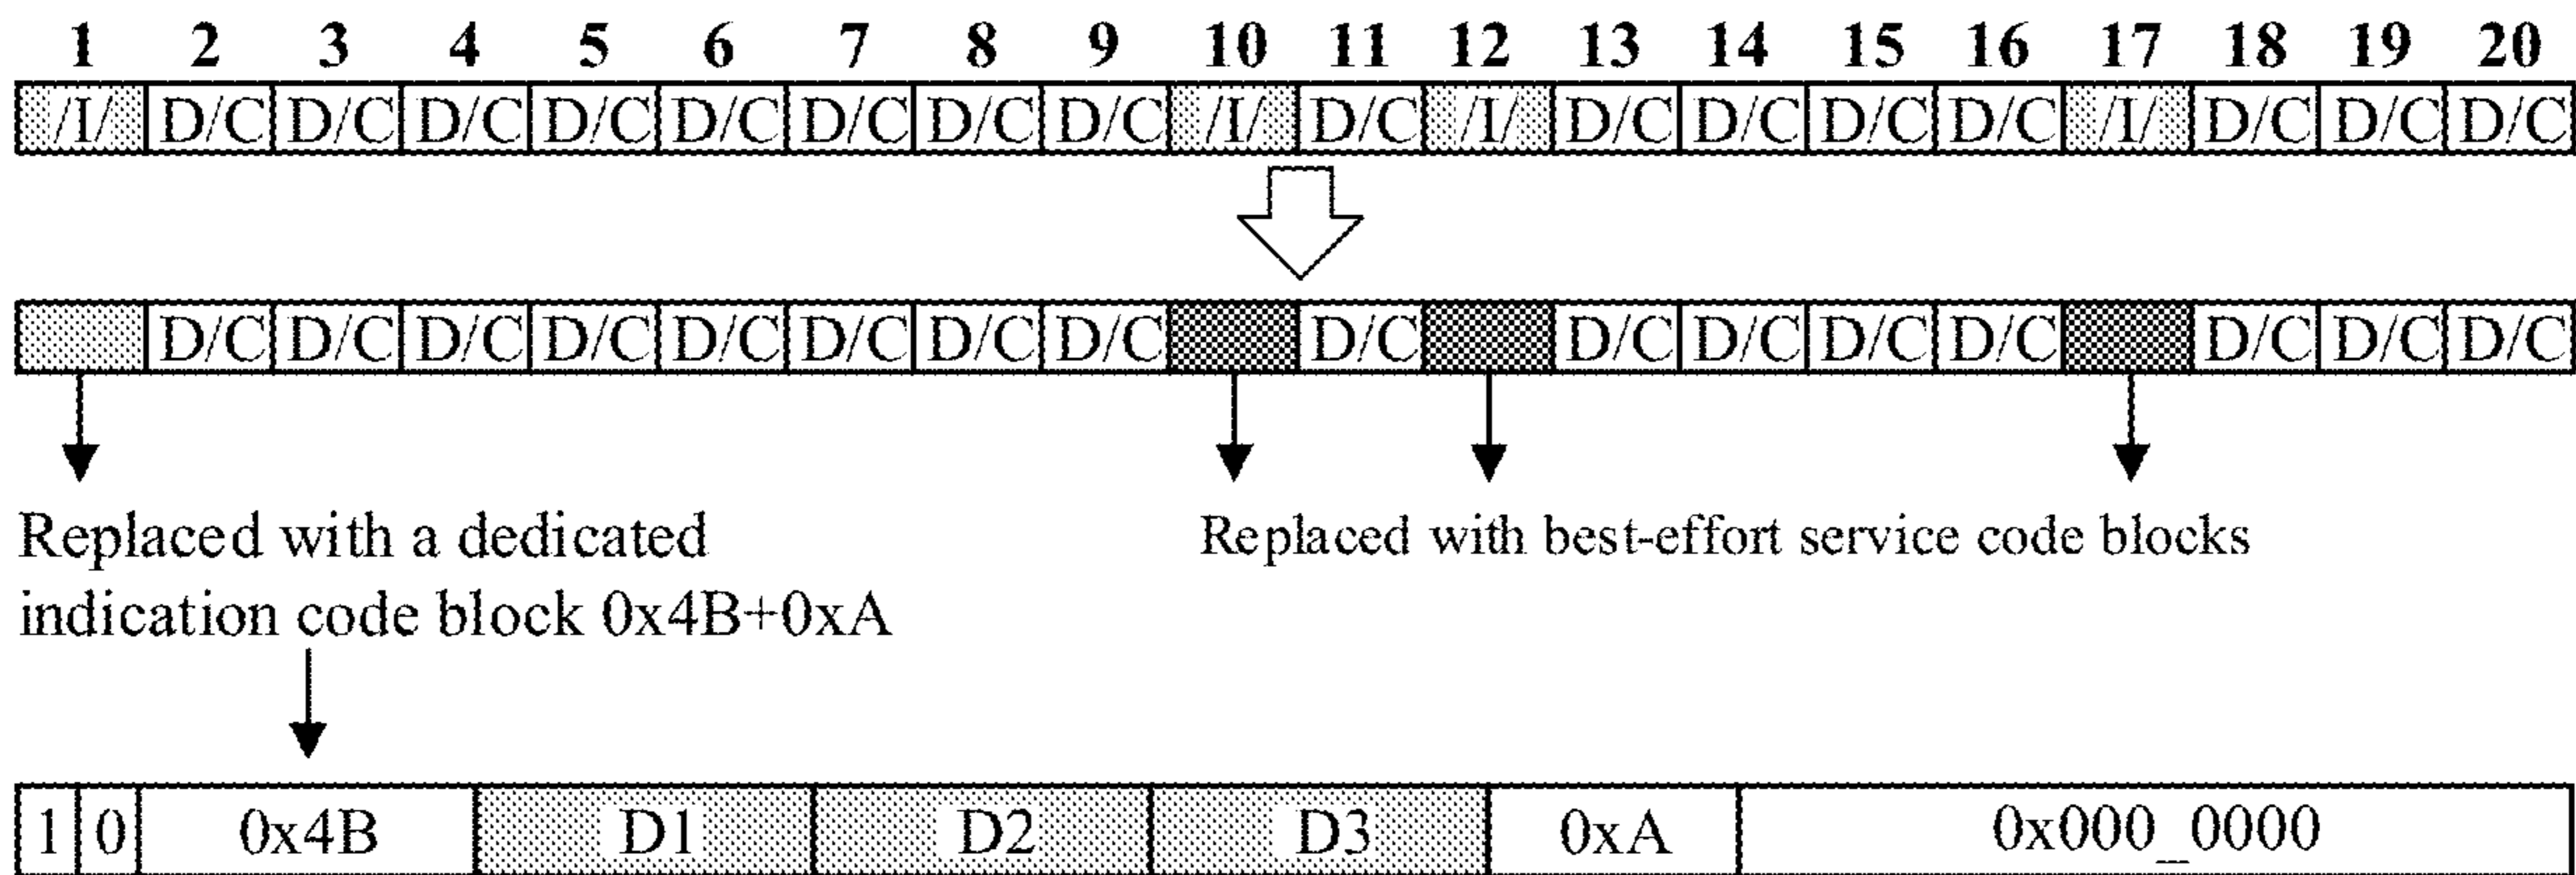 1 2 3 4 5 6 7 8 9 10 11 12 13 14 15 16 17 18 19 20
/I/ D/C D/C D/C D/C D/C D/C D/C D/C /I/ D/C /I/ D/C D/C D/C D/C /I/ D/C D/C D/C
D/C D/C D/C D/C D/C D/C D/C D/C D/C D/C D/C D/C D/C D/C D/C D/C
Replaced with a dedicated
indication code block 0x4B+0xA
Replaced with best-effort service code blocks
1 0 0x4B D1 D2 D3 0xA 0x000_0000